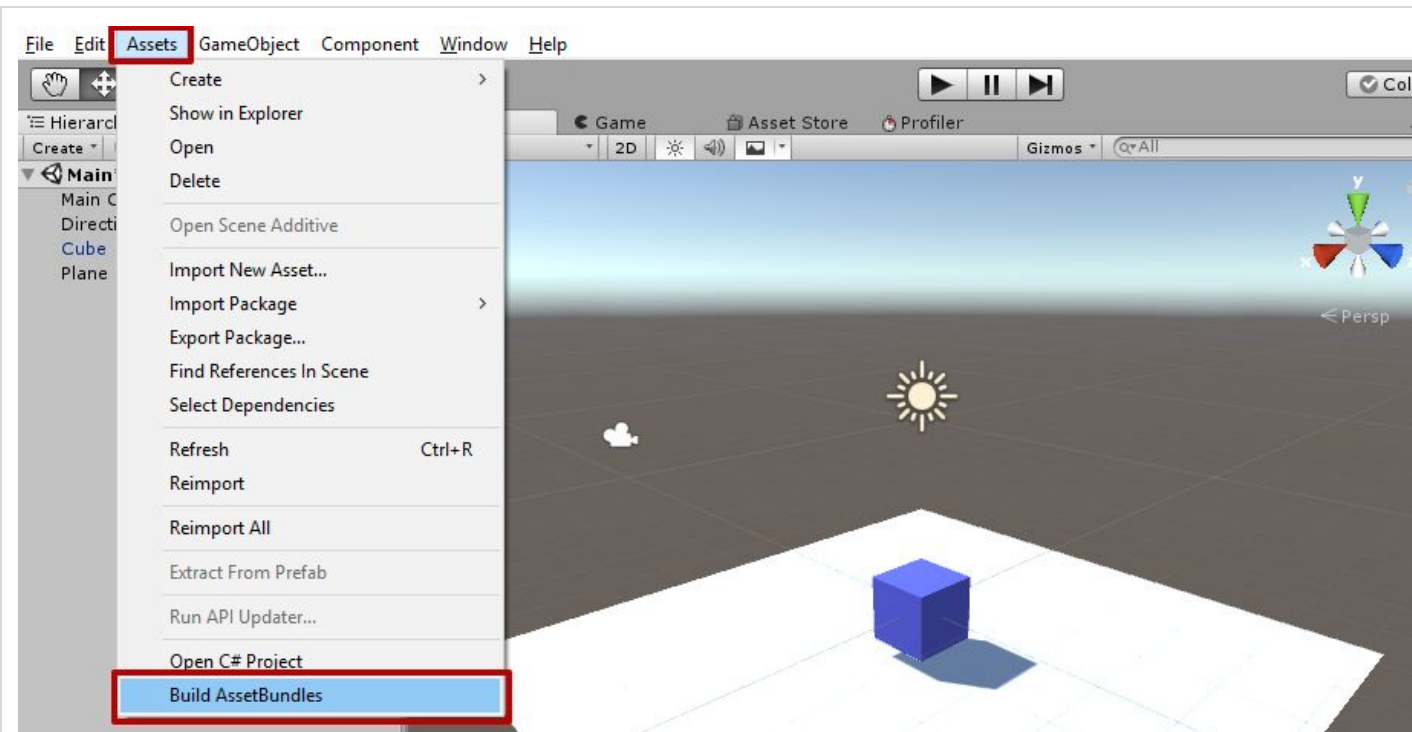 File Edit Assets GameObject Component Window Help
Col
Hierarcl
Game Asset Store Profiler
Create
2D Gizmos All
Main
Main C
Directi
Cube
Plane
Create
Show in Explorer
Open
Delete
Open Scene Additive
Import New Asset...
Import Package
Export Package...
Find References In Scene
Select Dependencies
Refresh Ctrl+R
Reimport
Reimport All
Extract From Prefab
Run API Updater...
Open C# Project
Build AssetBundles
y
x
Persp